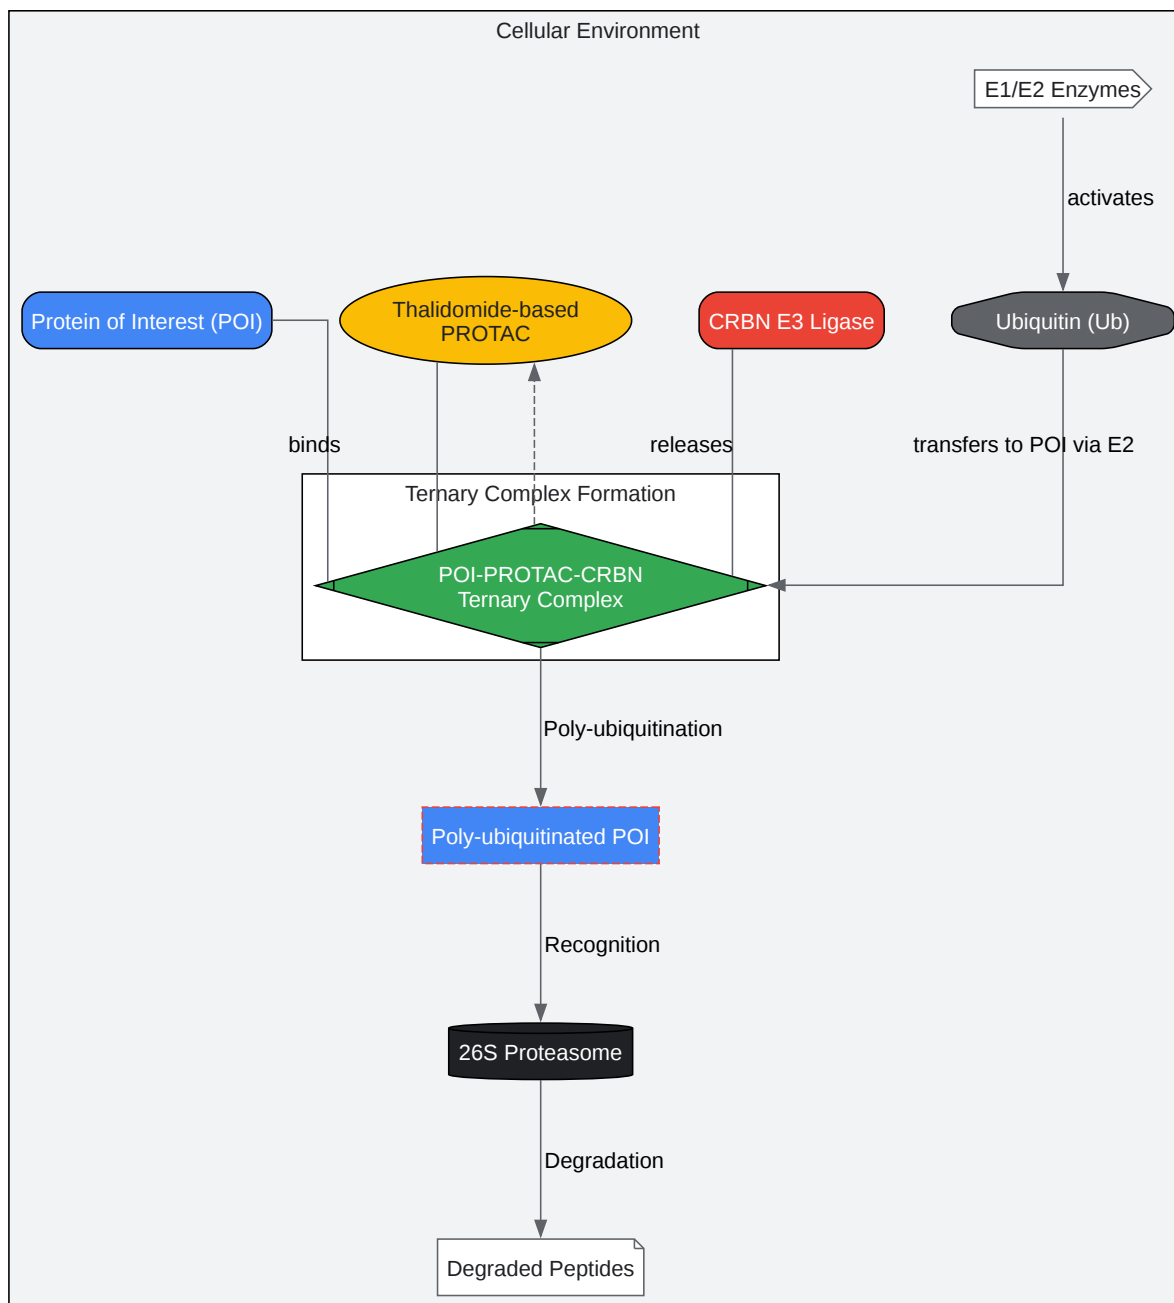 Cellular Environment
E1/E2 Enzymes
activates
Protein of Interest (POI)
Thalidomide-based
PROTAC
CRBN E3 Ligase
Ubiquitin (Ub)
binds
releases
transfers to POI via E2
Ternary Complex Formation
POI-PROTAC-CRBN
Ternary Complex
Poly-ubiquitination
Poly-ubiquitinated POI
Recognition
26S Proteasome
Degradation
Degraded Peptides